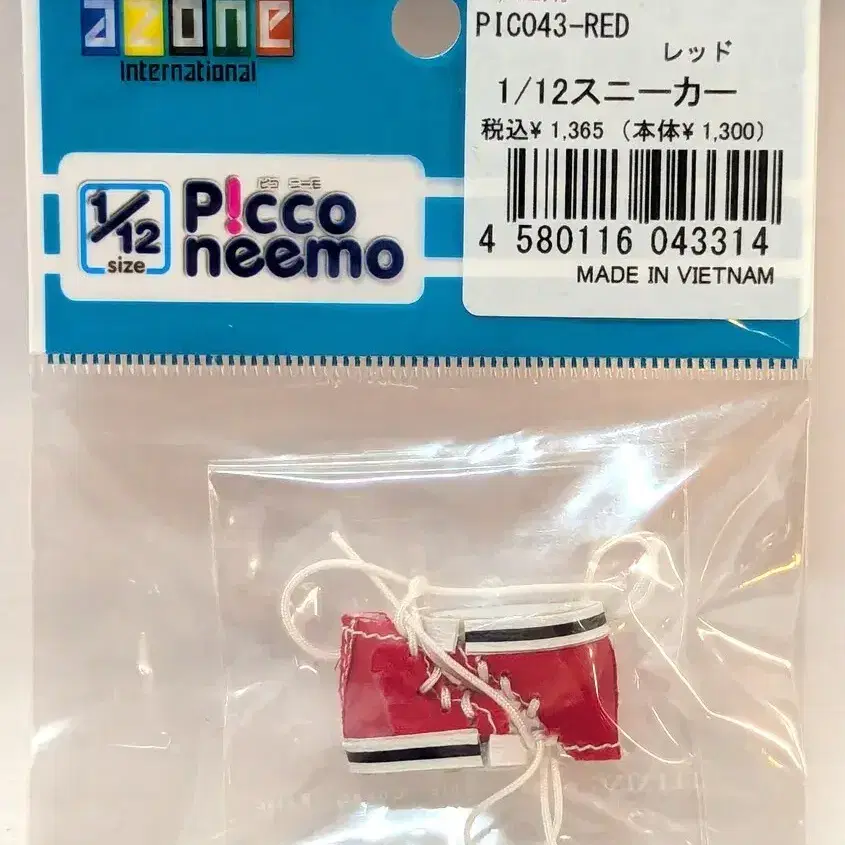 azone
International
PIC043-RED
レッド
1/12スニーカー
税込¥ 1,365 (本体¥ 1,300)
4 580116 043314
MADE IN VIETNAM
1/12
size
ピコ ニーモ
P!cco
neemo